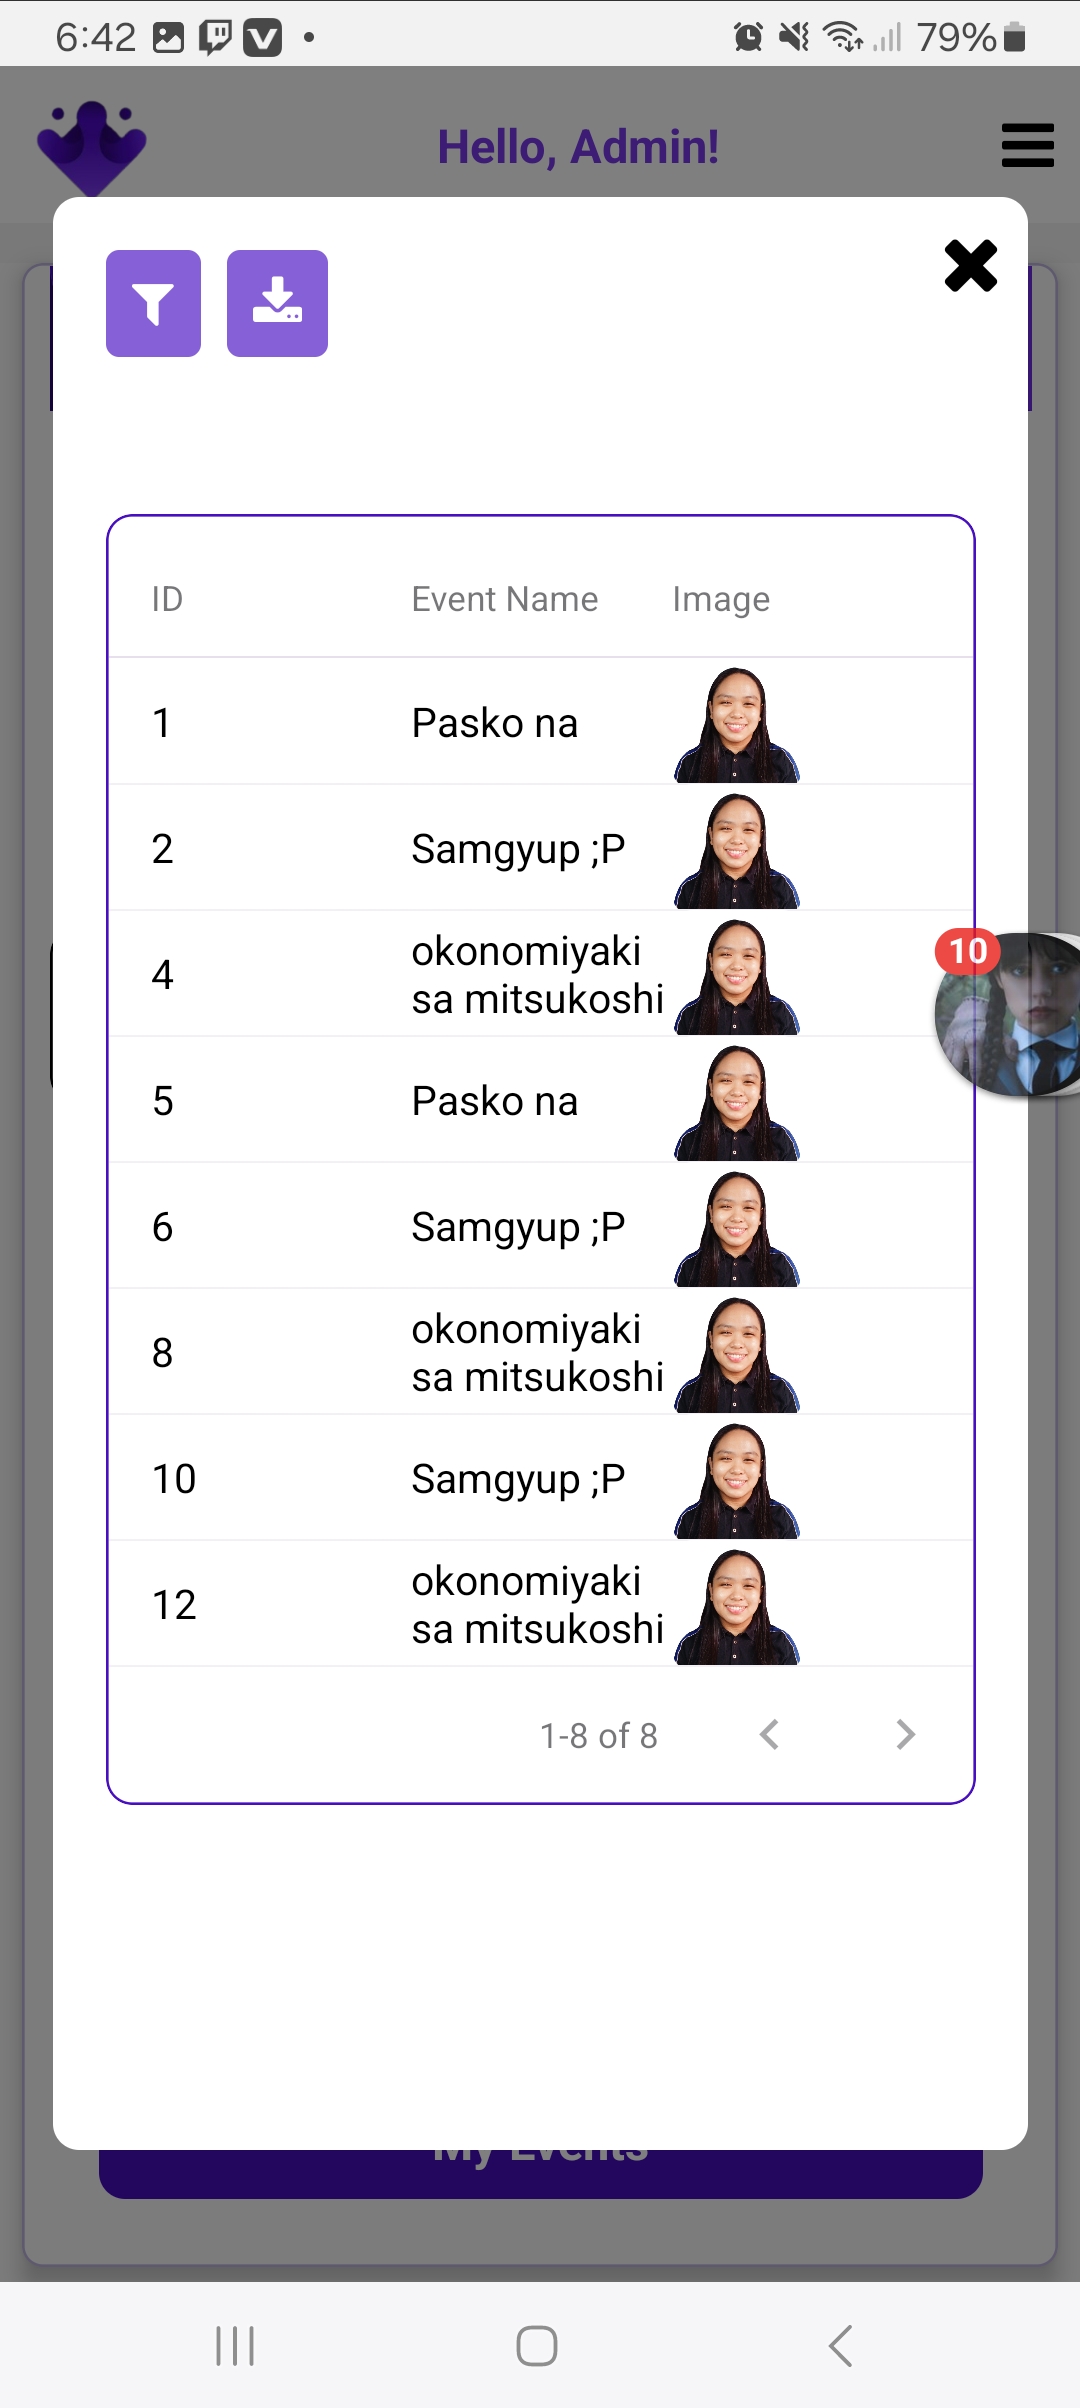 6:42
79%
Hello, Admin!
ID Event Name Image
1 Pasko na
2 Samgyup ;P
4 okonomiyaki
sa mitsukoshi
10
5 Pasko na
6 Samgyup ;P
8 okonomiyaki
sa mitsukoshi
10 Samgyup ;P
12 okonomiyaki
sa mitsukoshi
1-8 of 8
My Events